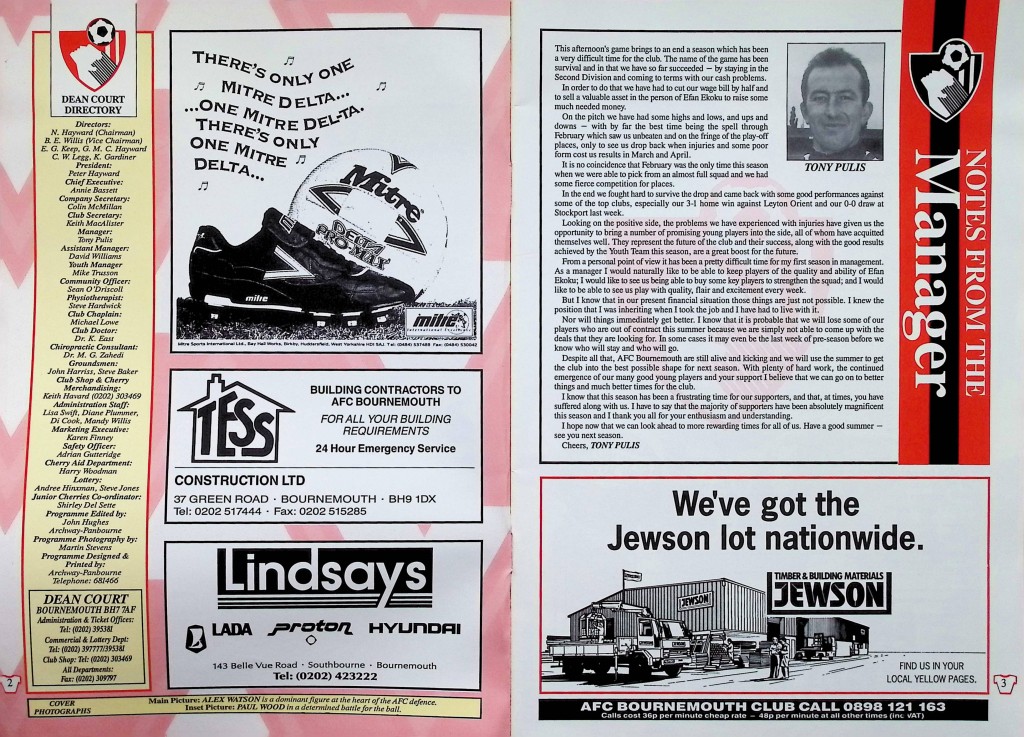 DEAN COURT
DIRECTORY
Directors:
N. Hayward (Chairman)
B. E. Willis (Vice Chairman)
E. G. Keep, G. M. C. Hayward
C. W. Legg, K. Gardiner
President:
Peter Hayward
Chief Executive:
Annie Bassett
Company Secretary:
Colin McMillan
Club Secretary:
Keith MacAlister
Manager:
Tony Pulis
Assistant Manager:
David Williams
Youth Manager
Mike Trusson
Community Officer:
Sean O'Driscoll
Physiotherapist:
Steve Hardwick
Club Chaplain:
Michael Lowe
Club Doctor:
Dr. K. East
Chiropractic Consultant:
Dr. M. G. Zahedi
Groundsmen:
John Harriss, Steve Baker
Club Shop & Cherry
Merchandising:
Keith Havard (0202) 303469
Administration Staff:
Lisa Swift, Diane Plummer,
Di Cook, Mandy Willis
Marketing Executive:
Karen Finney
Safety Officer:
Adrian Gutteridge
Cherry Aid Department:
Harry Woodman
Lottery:
Andree Hinxman, Steve Jones
Junior Cherries Co-ordinator:
Shirley Del Sette
Programme Edited by:
John Hughes
Archway-Panbourne
Programme Photography by:
Martin Stevens
Programme Designed &
Printed by:
Archway-Panbourne
Telephone: 681466
DEAN COURT
BOURNEMOUTH BH7 7AF
Administration & Ticket Offices:
Tel: (0202) 395381
Commercial & Lottery Dept:
Tel: (0202) 397777/395381
Club Shop: Tel: (0202) 303469
All Departments:
Fax: (0202) 309797
2
COVER
PHOTOGRAPHS
Main Picture: ALEX WATSON is a dominant figure at the heart of the AFC defence.
Inset Picture: PAUL WOOD in a determined battle for the ball.
THERE'S ONLY ONE
MITRE DELTA...
...ONE MITRE DEL-TA.
THERE'S ONLY
ONE MITRE
DELTA...
Mitre
DELTA
PRO MAX
mitre
mitre
International
Mitre Sports International Ltd., Bay Hall Works, Birkby, Huddersfield, West Yorkshire HD1 5AJ. Tel: (0484) 537488 Fax: (0484) 530042
TESS
BUILDING CONTRACTORS TO
AFC BOURNEMOUTH
FOR ALL YOUR BUILDING
REQUIREMENTS
24 Hour Emergency Service
CONSTRUCTION LTD
37 GREEN ROAD · BOURNEMOUTH · BH9 1DX
Tel: 0202 517444 · Fax: 0202 515285
Lindsays
LADA PROTON HYUNDAI
143 Belle Vue Road · Southbourne · Bournemouth
Tel: (0202) 423222
This afternoon's game brings to an end a season which has been
a very difficult time for the club. The name of the game has been
survival and in that we have so far succeeded — by staying in the
Second Division and coming to terms with our cash problems.
In order to do that we have had to cut our wage bill by half and
to sell a valuable asset in the person of Efan Ekoku to raise some
much needed money.
On the pitch we have had some highs and lows, and ups and
downs — with by far the best time being the spell through
February which saw us unbeaten and on the fringe of the play-off
places, only to see us drop back when injuries and some poor
form cost us results in March and April.
It is no coincidence that February was the only time this season
when we were able to pick from an almost full squad and we had
some fierce competition for places.
In the end we fought hard to survive the drop and came back with some good performances against
some of the top clubs, especially our 3-1 home win against Leyton Orient and our 0-0 draw at
Stockport last week.
Looking on the positive side, the problems we have experienced with injuries have given us the
opportunity to bring a number of promising young players into the side, all of whom have acquitted
themselves well. They represent the future of the club and their success, along with the good results
achieved by the Youth Team this season, are a great boost for the future.
From a personal point of view it has been a pretty difficult time for my first season in management.
As a manager I would naturally like to be able to keep players of the quality and ability of Efan
Ekoku; I would like to see us being able to buy some key players to strengthen the squad; and I would
like to be able to see us play with quality, flair and excitement every week.
But I know that in our present financial situation those things are just not possible. I knew the
position that I was inheriting when I took the job and I have had to live with it.
Nor will things immediately get better. I know that it is probable that we will lose some of our
players who are out of contract this summer because we are simply not able to come up with the
deals that they are looking for. In some cases it may even be the last week of pre-season before we
know who will stay and who will go.
Despite all that, AFC Bournemouth are still alive and kicking and we will use the summer to get
the club into the best possible shape for next season. With plenty of hard work, the continued
emergence of our many good young players and your support I believe that we can go on to better
things and much better times for the club.
I know that this season has been a frustrating time for our supporters, and that, at times, you have
suffered along with us. I have to say that the majority of supporters have been absolutely magnificent
this season and I thank you all for your enthusiasm and understanding.
I hope now that we can look ahead to more rewarding times for all of us. Have a good summer —
see you next season.
Cheers, TONY PULIS
TONY PULIS
NOTES FROM THE
Manager
We've got the
Jewson lot nationwide.
TIMBER & BUILDING MATERIALS
JEWSON
JEWSON
FIND US IN YOUR
LOCAL YELLOW PAGES.
3
AFC BOURNEMOUTH CLUB CALL 0898 121 163
Calls cost 36p per minute cheap rate — 48p per minute at all other times (inc VAT)